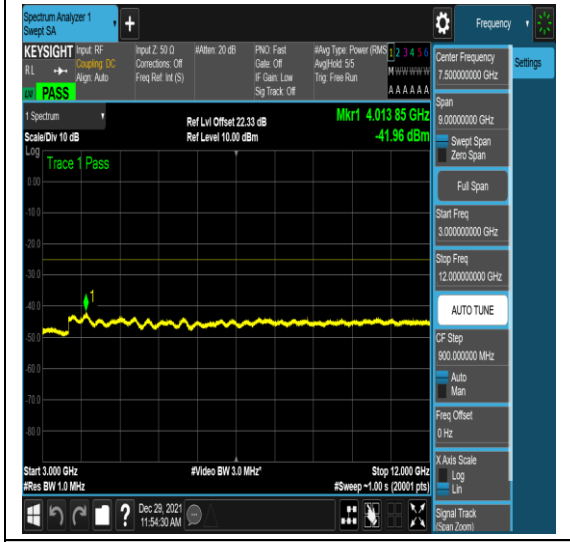 Spectrum Analyzer 1
Swept SA
+
Frequency
KEYSIGHT
Input: RF
Coupling: DC
Align: Auto
RL
PASS
Input Z: 50 Ω
Corrections: Off
Freq Ref: Int (S)
#Atten: 20 dB
PNO: Fast
Gate: Off
IF Gain: Low
Sig Track: Off
#Avg Type: Power (RMS
Avg|Hold: 5/5
Trig: Free Run
1 2 3 4 5 6
M W W W W W
A A A A A A
1 Spectrum
Scale/Div 10 dB
Ref Lvl Offset 22.33 dB
Ref Level 10.00 dBm
Mkr1 4.013 85 GHz
-41.96 dBm
Log
Trace 1 Pass
0.00
-10.0
-20.0
-30.0
-40.0
-50.0
-60.0
-70.0
-80.0
1
Start 3.000 GHz
#Res BW 1.0 MHz
#Video BW 3.0 MHz*
Stop 12.000 GHz
#Sweep ~1.00 s (20001 pts)
?
Dec 29, 2021
11:54:30 AM
Center Frequency
7.500000000 GHz
Span
9.00000000 GHz
Swept Span
Zero Span
Full Span
Start Freq
3.000000000 GHz
Stop Freq
12.000000000 GHz
AUTO TUNE
CF Step
900.000000 MHz
Auto
Man
Freq Offset
0 Hz
X Axis Scale
Log
Lin
Signal Track
(Span Zoom)
Settings